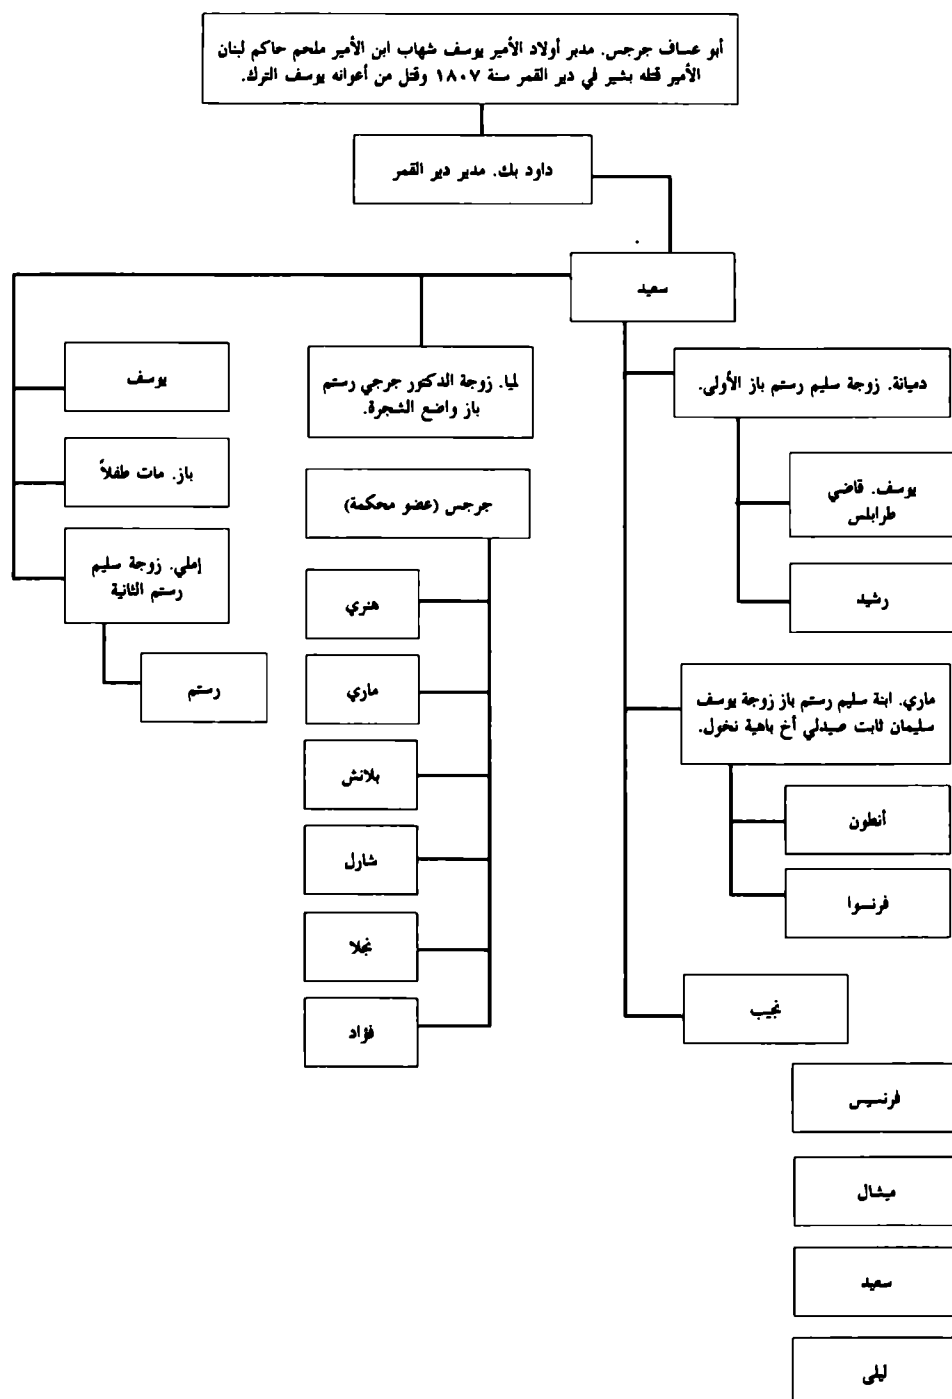 أبو عساف جرجس. مدبر أولاد الأمير يوسف شهاب ابن الأمير ملحم حاكم لبنان
الأمير قتله بشير في دير القمر سنة ١٨٠٧ وقتل من أعوانه يوسف الترك.
داود بك. مدير دير القمر
سعيد
دميانة. زوجة سليم رستم باز الأولى.
يوسف. قاضي
طرابلس
رشيد
ماري. ابنة سليم رستم باز زوجة يوسف
سليمان ثابت صيدلي أخ باهية نخول.
أنطون
فرنسوا
نجيب
فرنسيس
ميشال
سعيد
ليلى
لميا. زوجة الدكتور جرجي رستم
باز واضع الشجرة.
جرجس (عضو محكمة)
هنري
ماري
بلانش
شارل
نجلا
فؤاد
يوسف
باز. مات طفلاً
إملي. زوجة سليم
رستم الثانية
رستم